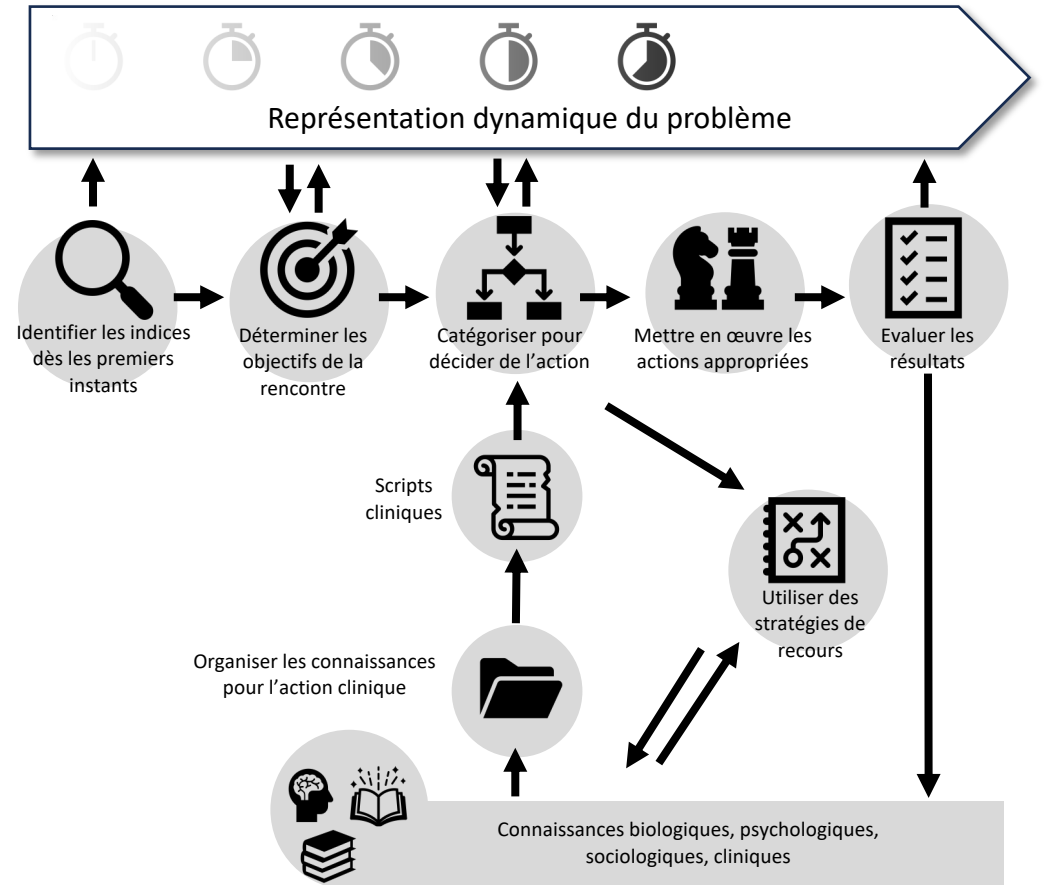 Représentation dynamique du problème
Identifier les indices
dès les premiers
instants
Déterminer les
objectifs de la
rencontre
Catégoriser pour
décider de l’action
Mettre en œuvre les
actions appropriées
Evaluer les
résultats
Scripts
cliniques
Utiliser des
stratégies de
recours
Organiser les connaissances
pour l’action clinique
Connaissances biologiques, psychologiques,
sociologiques, cliniques